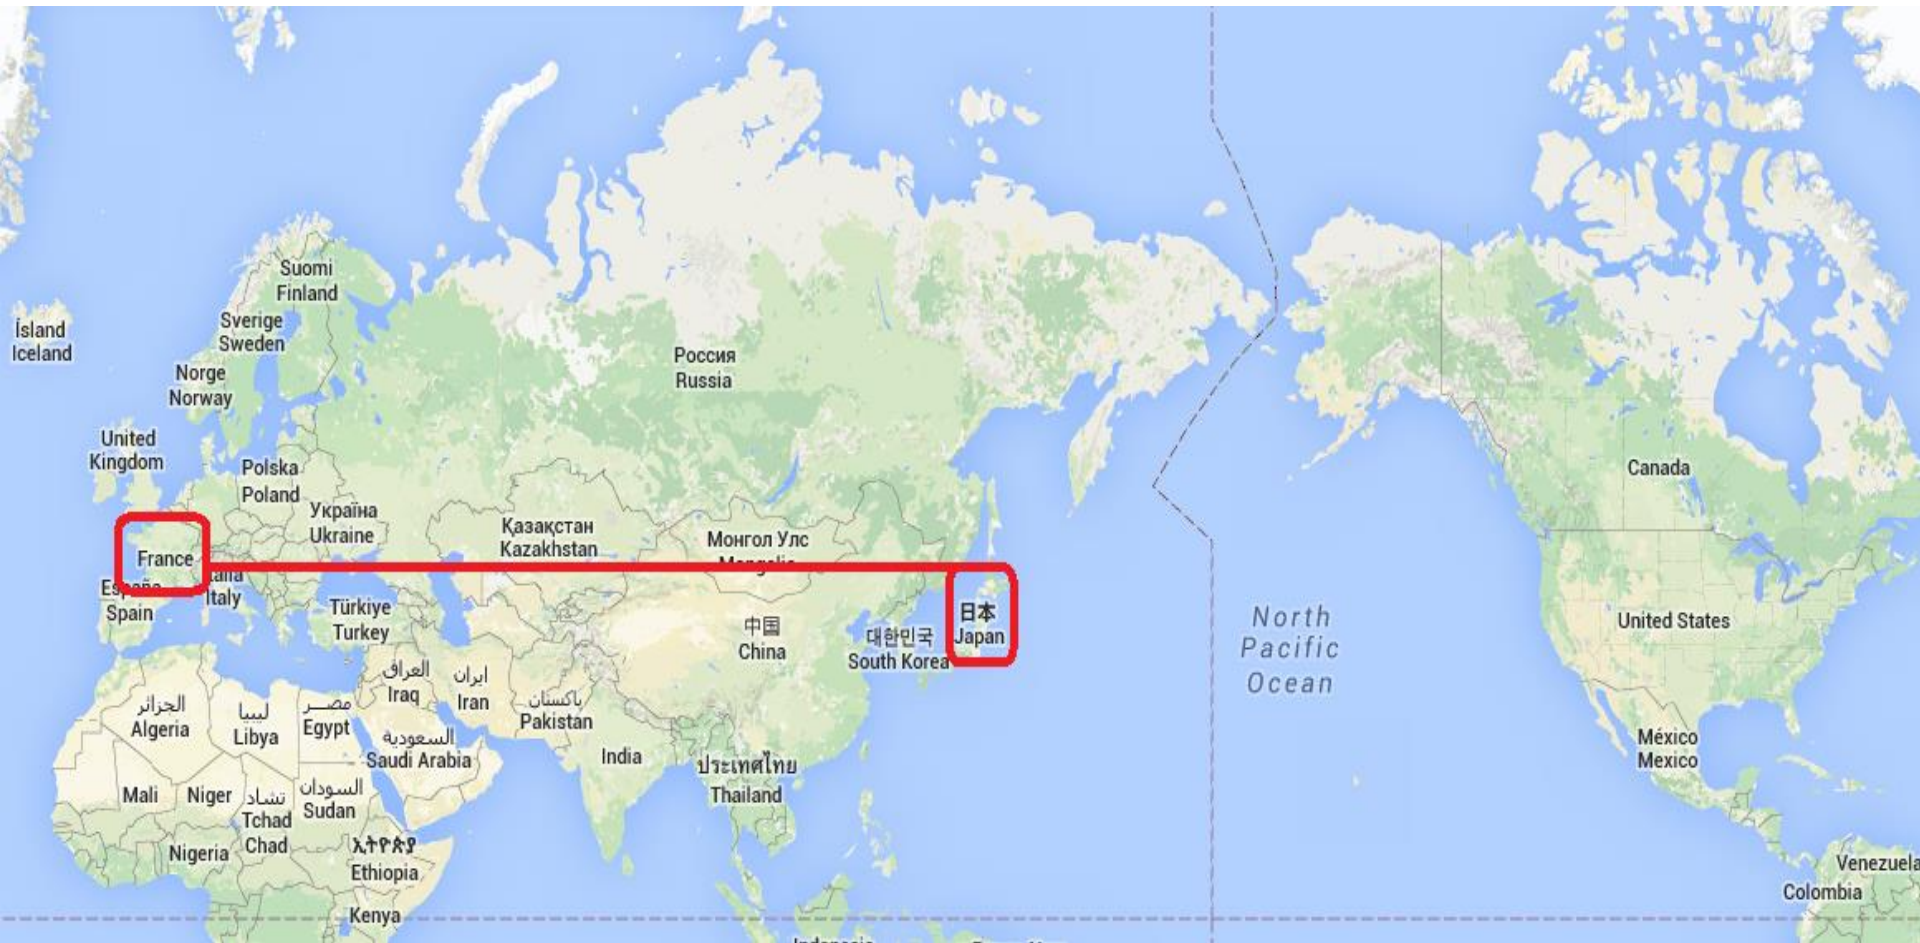 Suomi
Finland
Ísland
Iceland
Sverige
Sweden
Россия
Russia
Norge
Norway
United
Kingdom
Polska
Poland
Canada
Україна
Ukraine
Қазақстан
Kazakhstan
Монгол Улс
Mongolia
France
España
Spain
Italia
Italy
Türkiye
Turkey
中国
China
대한민국
South Korea
日本
Japan
North
Pacific
Ocean
United States
العراق
Iraq
ایران
Iran
پاکستان
Pakistan
الجزائر
Algeria
ليبيا
Libya
مصر
Egypt
السعودية
Saudi Arabia
India
ประเทศไทย
Thailand
México
Mexico
Mali
Niger
تشاد
Tchad
Chad
السودان
Sudan
Nigeria
ኢትዮጵያ
Ethiopia
Kenya
Venezuela
Colombia